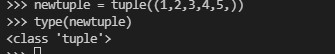 >>> newtuple = tuple((1,2,3,4,5,))
>>> type(newtuple)
<class 'tuple'>
>>>